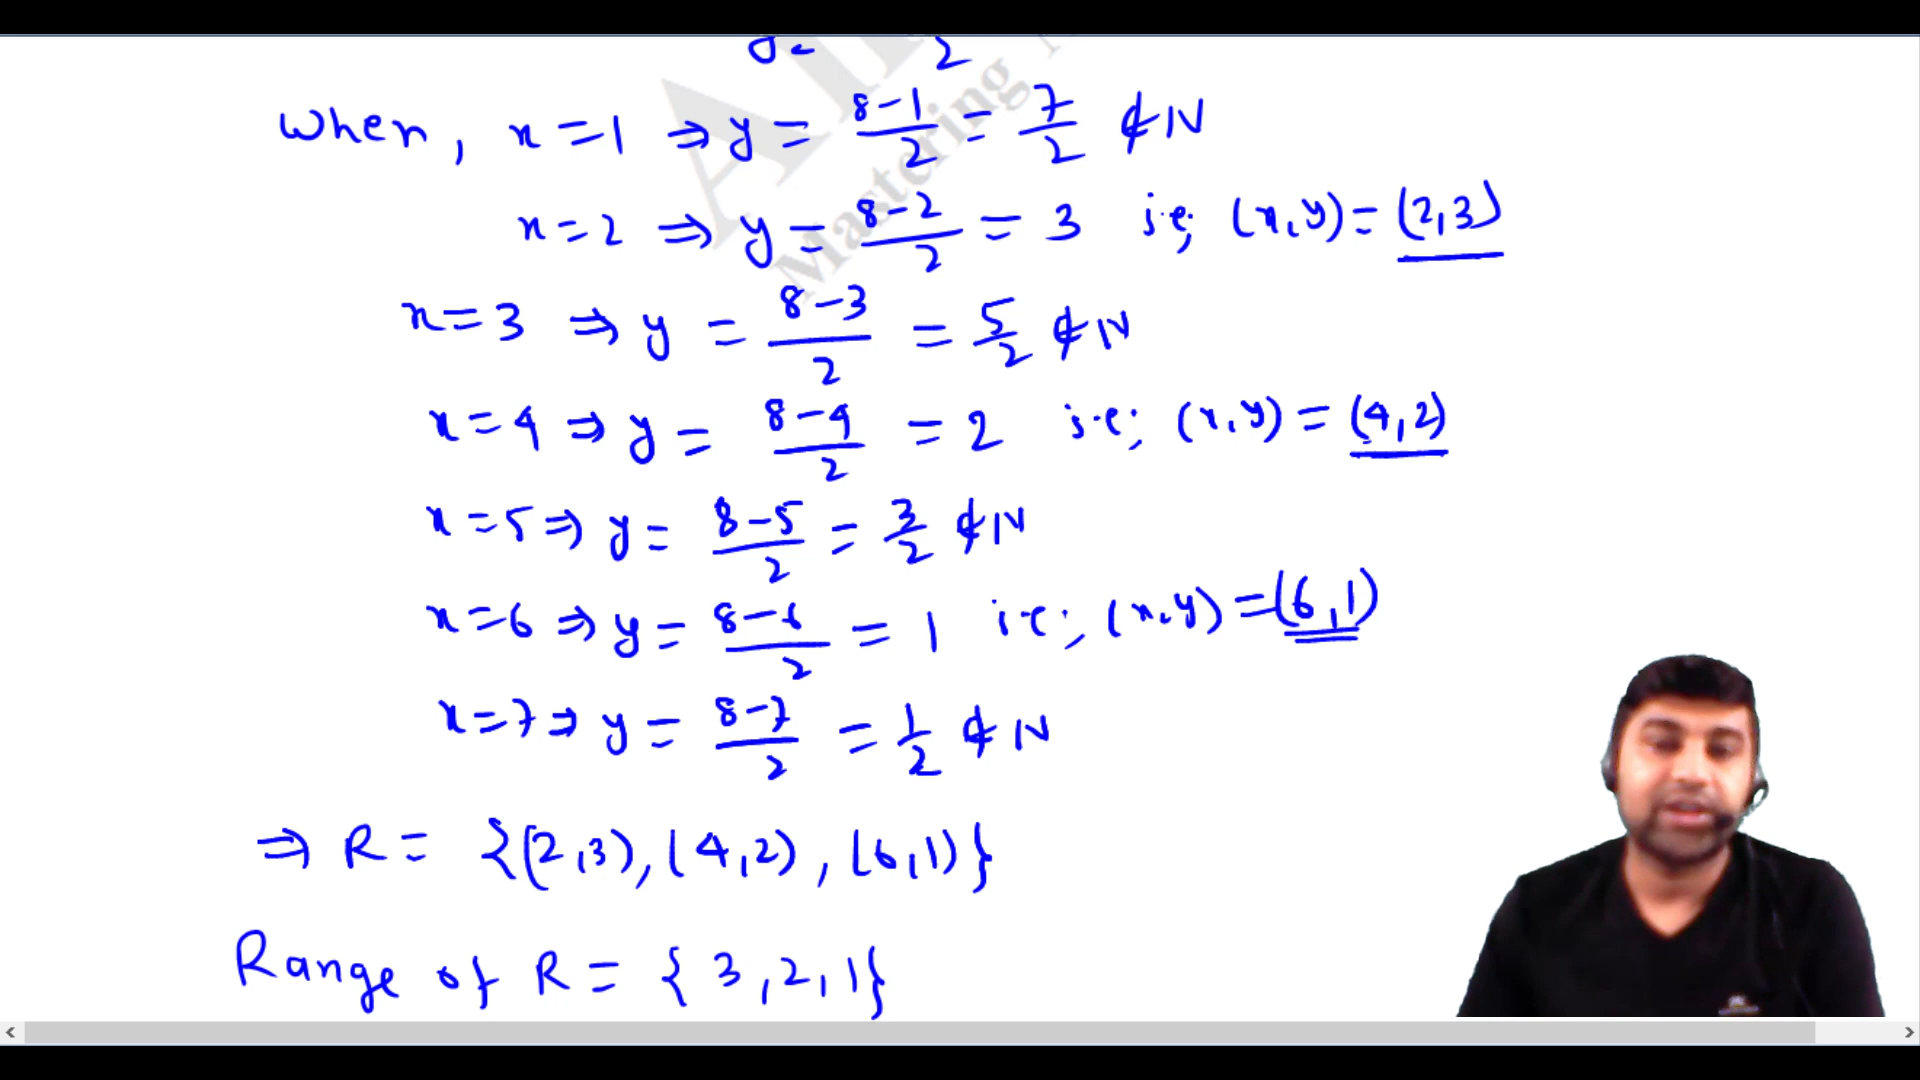 2
When, x = 1 ⇒ y = 8-1/2 = 7/2 ∉ N
x = 2 ⇒ y = 8-2/2 = 3 i.e; (x,y) = (2,3)
x = 3 ⇒ y = 8-3/2 = 5/2 ∉ N
x = 4 ⇒ y = 8-4/2 = 2 i.e; (x,y) = (4,2)
x = 5 ⇒ y = 8-5/2 = 3/2 ∉ N
x = 6 ⇒ y = 8-6/2 = 1 i.e; (x,y) = (6,1)
x = 7 ⇒ y = 8-7/2 = 1/2 ∉ N
⇒ R = {(2,3), (4,2), (6,1)}
Range of R = {3,2,1}
Mastering